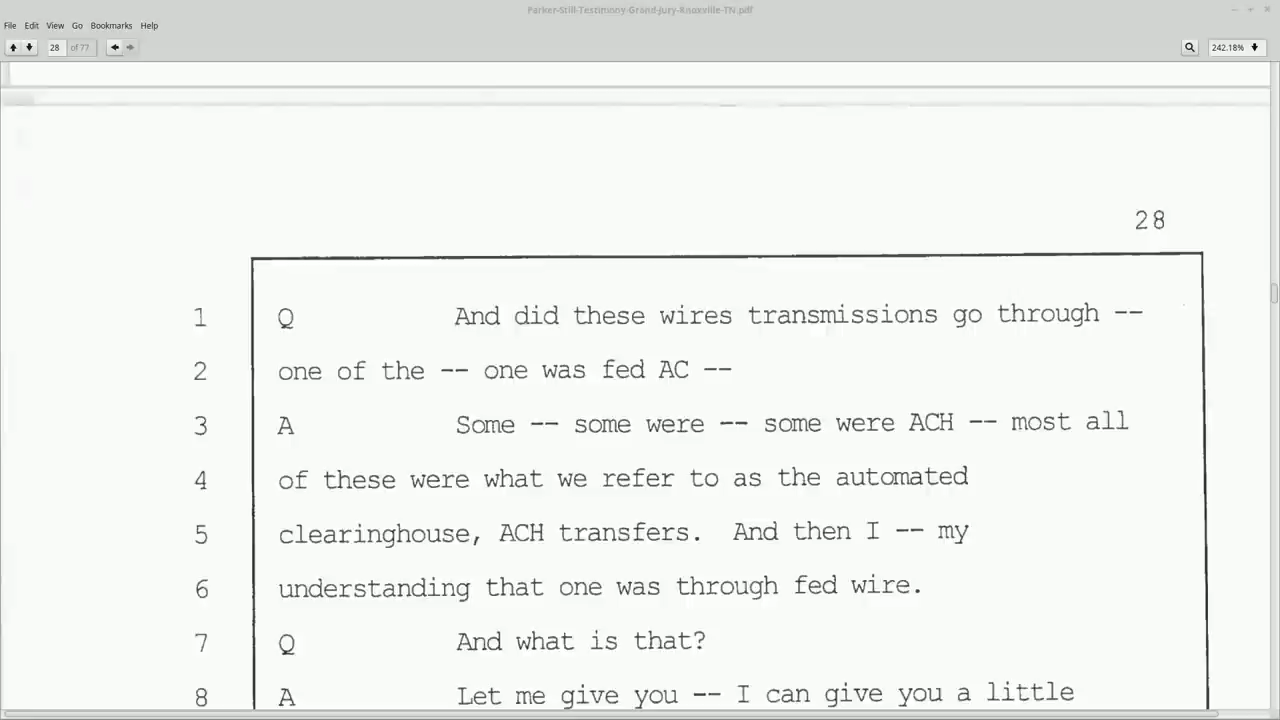 Parker-Still-Testimony-Grand-Jury-Knoxville-TN.pdf
File Edit View Go Bookmarks Help
28 of 77 242.18%
28
1 Q And did these wires transmissions go through --
2 one of the -- one was fed AC --
3 A Some -- some were -- some were ACH -- most all
4 of these were what we refer to as the automated
5 clearinghouse, ACH transfers. And then I -- my
6 understanding that one was through fed wire.
7 Q And what is that?
8 A Let me give you -- I can give you a little